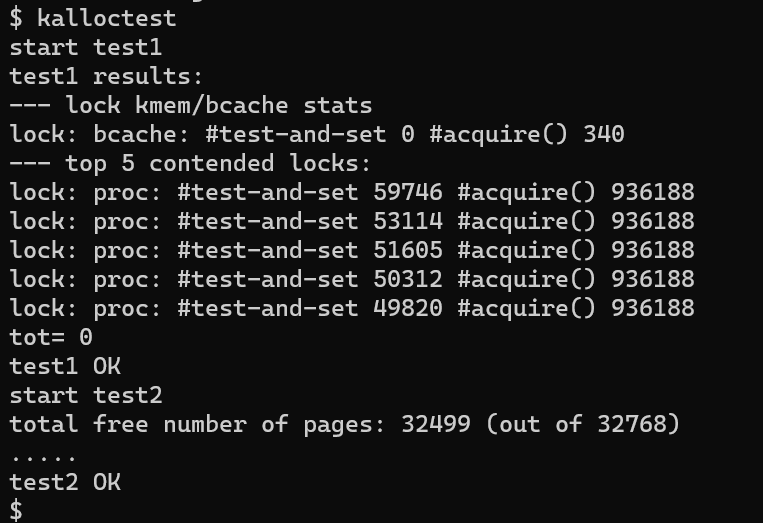 $ kalloctest
start test1
test1 results:
--- lock kmem/bcache stats
lock: bcache: #test-and-set 0 #acquire() 340
--- top 5 contended locks:
lock: proc: #test-and-set 59746 #acquire() 936188
lock: proc: #test-and-set 53114 #acquire() 936188
lock: proc: #test-and-set 51605 #acquire() 936188
lock: proc: #test-and-set 50312 #acquire() 936188
lock: proc: #test-and-set 49820 #acquire() 936188
tot= 0
test1 OK
start test2
total free number of pages: 32499 (out of 32768)
.....
test2 OK
$